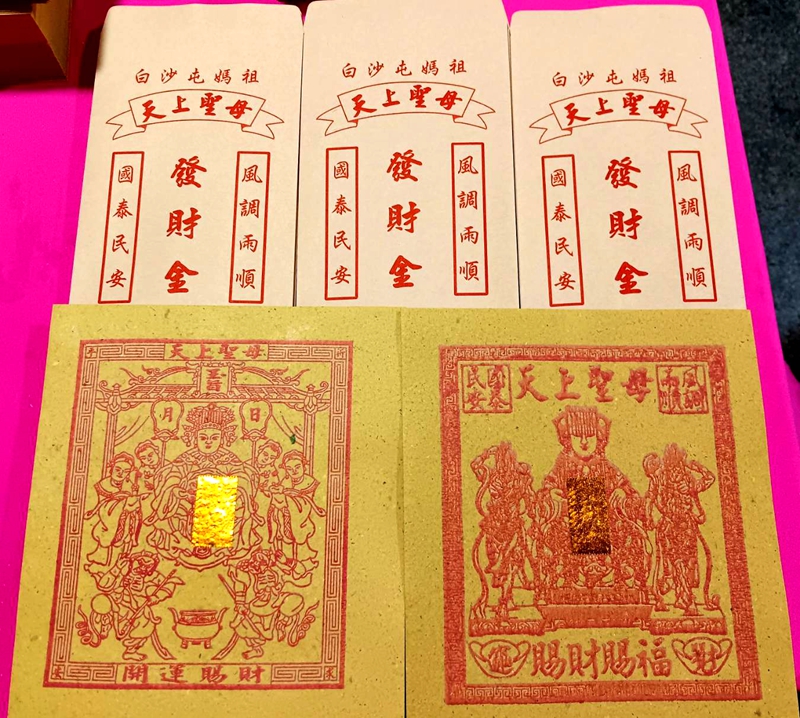 白沙屯媽祖
天上聖母
風調雨順
發財金
國泰民安
白沙屯媽祖
天上聖母
風調雨順
發財金
國泰民安
白沙屯媽祖
天上聖母
風調雨順
發財金
國泰民安
天上聖母
日
月
開運賜財
國泰民安
天上聖母
風調雨順
賜財賜福
財